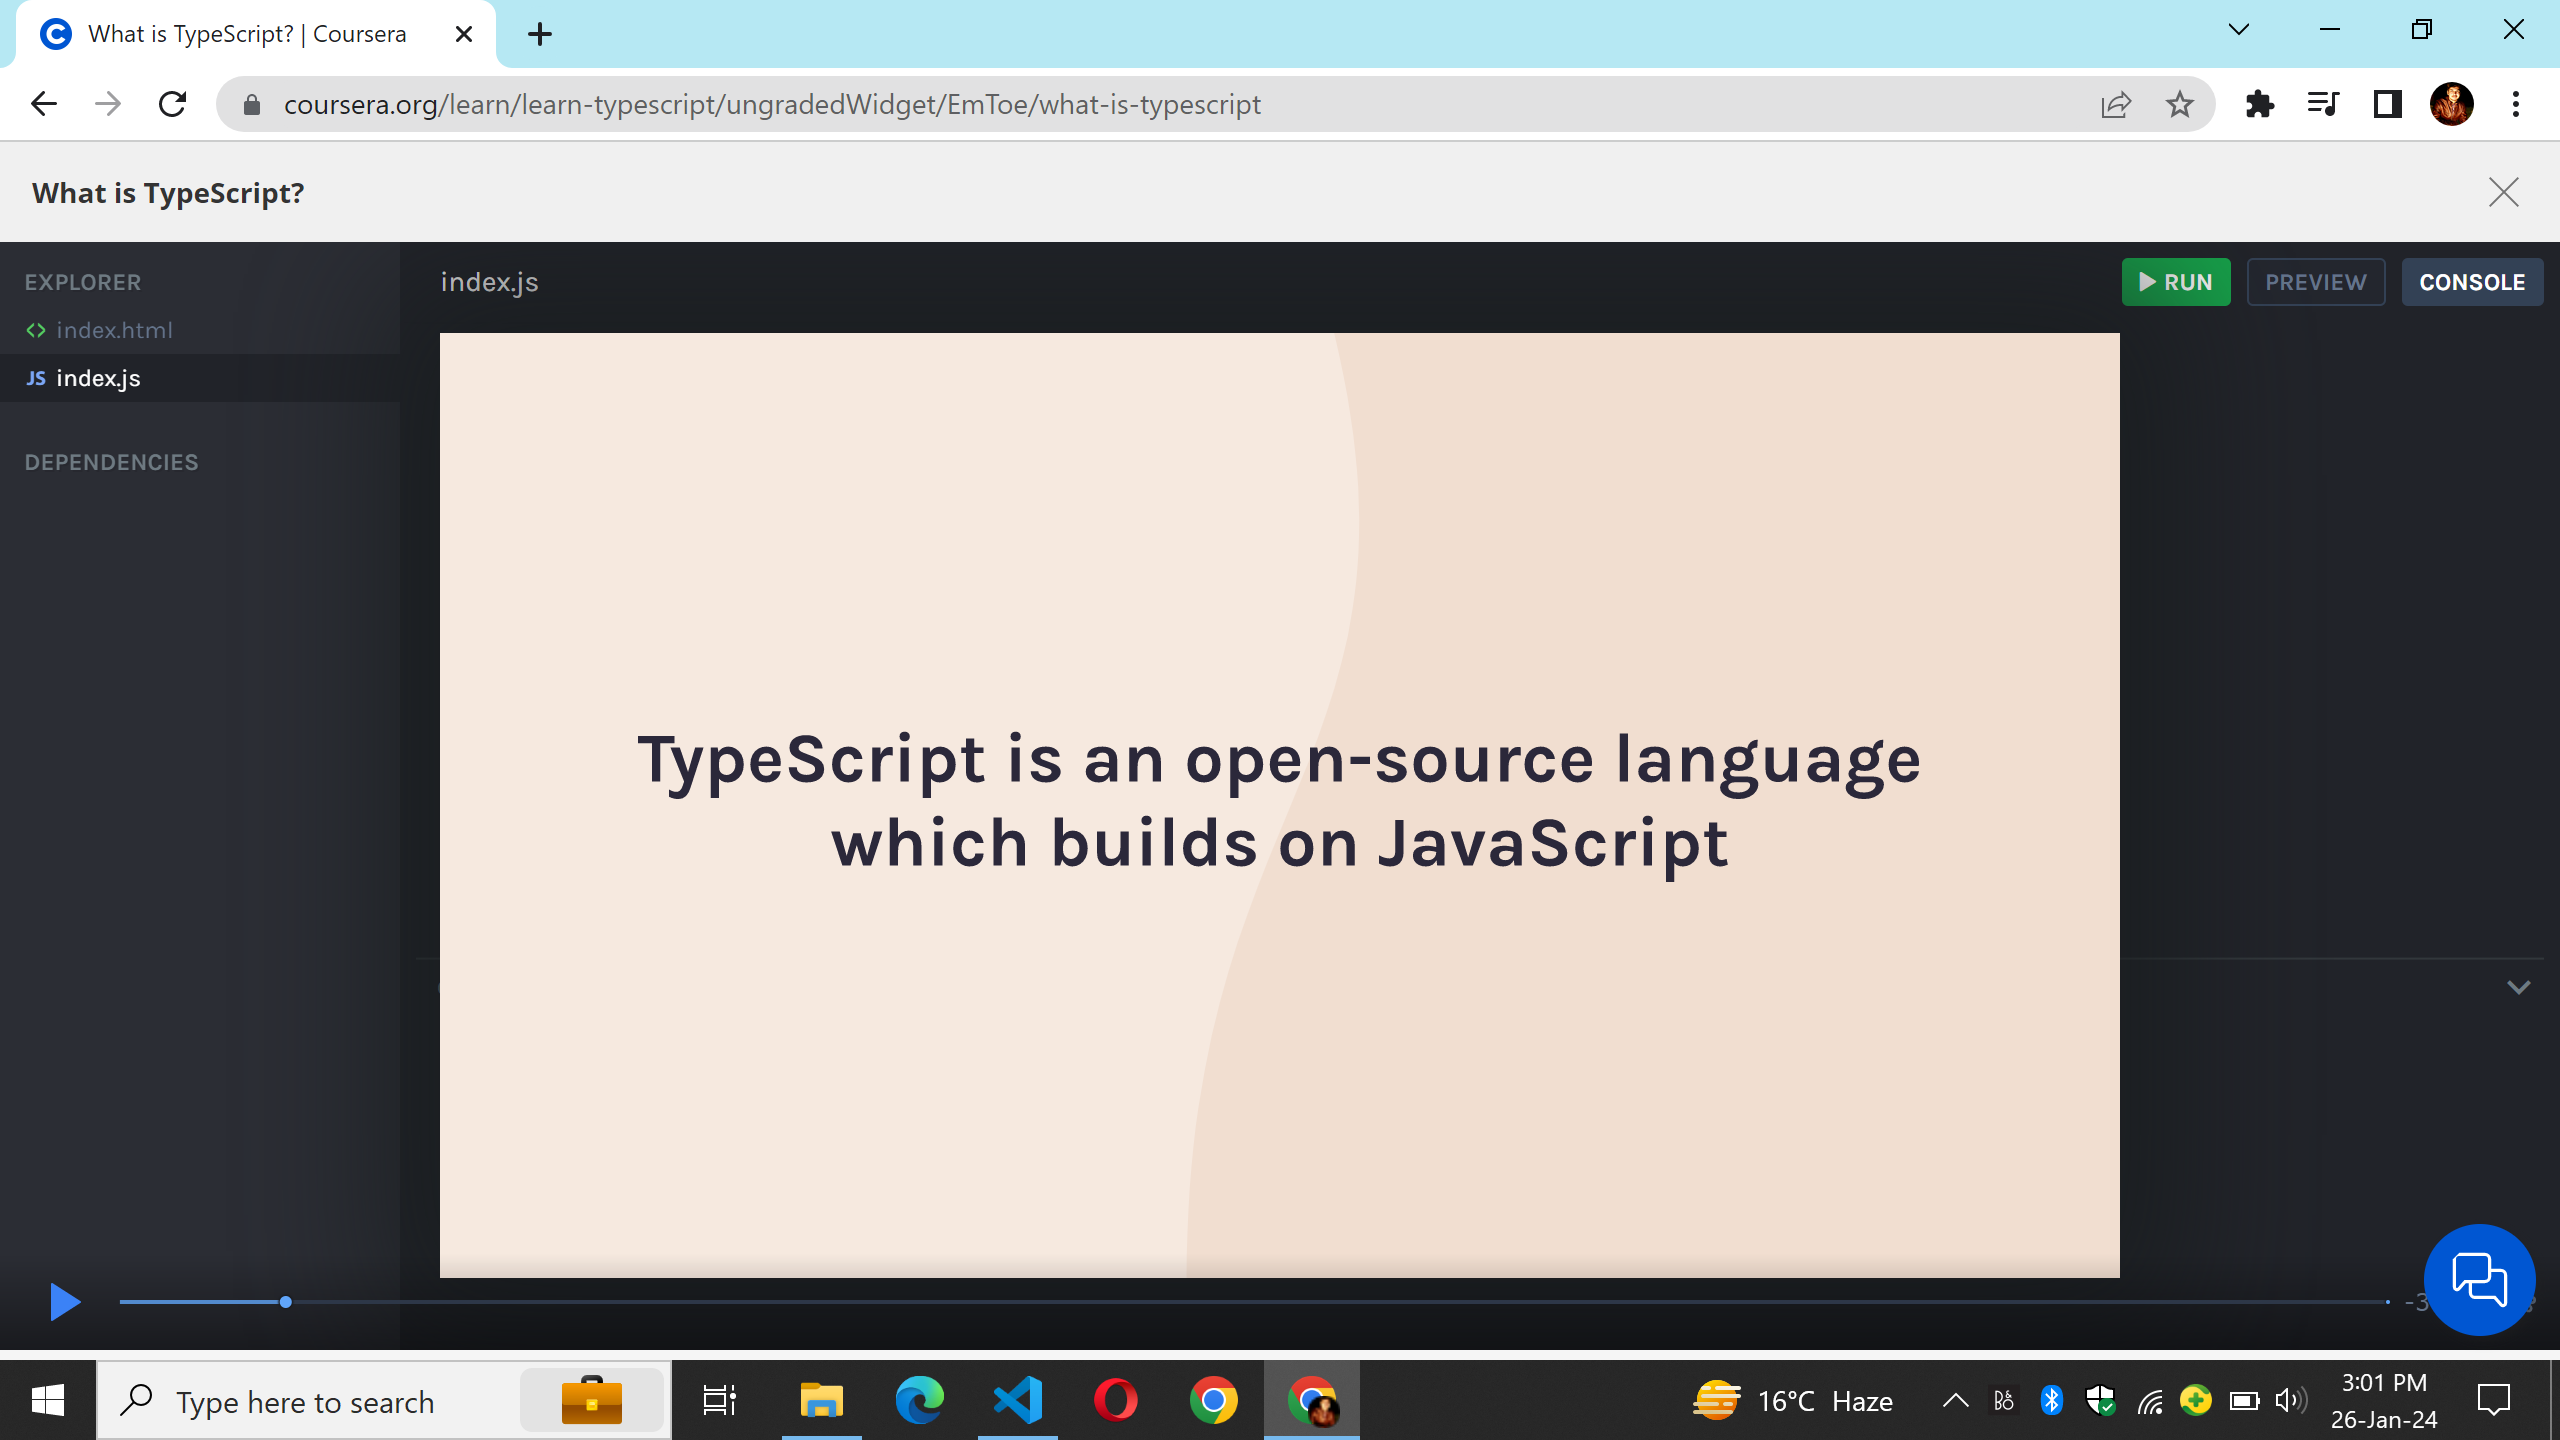 What is TypeScript? | Coursera
coursera.org/learn/learn-typescript/ungradedWidget/EmToe/what-is-typescript
What is TypeScript?
EXPLORER
index.js
RUN
PREVIEW
CONSOLE
<> index.html
JS index.js
DEPENDENCIES
TypeScript is an open-source language
which builds on JavaScript
-3
Type here to search
16°C Haze
3:01 PM
26-Jan-24